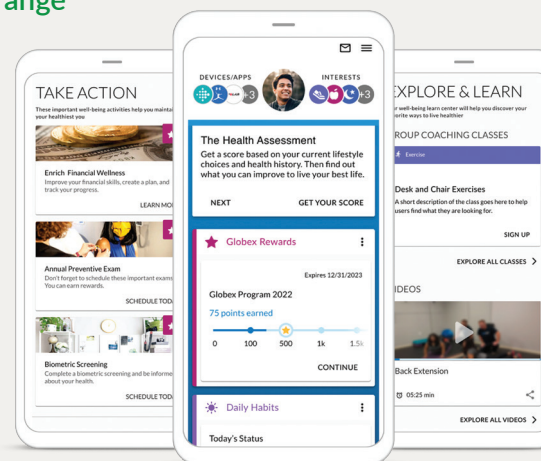 ange
TAKE ACTION
These important well-being activities help you mainta
your healthiest you
Enrich Financial Wellness
Improve your financial skills, create a plan, and
track your progress.
LEARN MO
Annual Preventive Exam
Don't forget to schedule these important exams
You can earn rewards.
SCHEDULE TOD
Biometric Screening
Complete a biometric screening and be informe
about your health.
SCHEDULE TOD
DEVICES/APPS
+3
INTERESTS
+3
The Health Assessment
Get a score based on your current lifestyle
choices and health history. Then find out
what you can improve to live your best life.
NEXT GET YOUR SCORE
Globex Rewards
Expires 12/31/2023
Globex Program 2022
75 points earned
0 100 500 1k 1.5k
CONTINUE
Daily Habits
Today's Status
EXPLORE & LEARN
r well-being learn center will help you discover your
orite ways to live healthier
ROUP COACHING CLASSES
Exercise
Desk and Chair Exercises
A short description of the class goes here to help
users find what they are looking for.
SIGN UP
EXPLORE ALL CLASSES
IDEOS
Back Extension
05:25 min
EXPLORE ALL VIDEOS